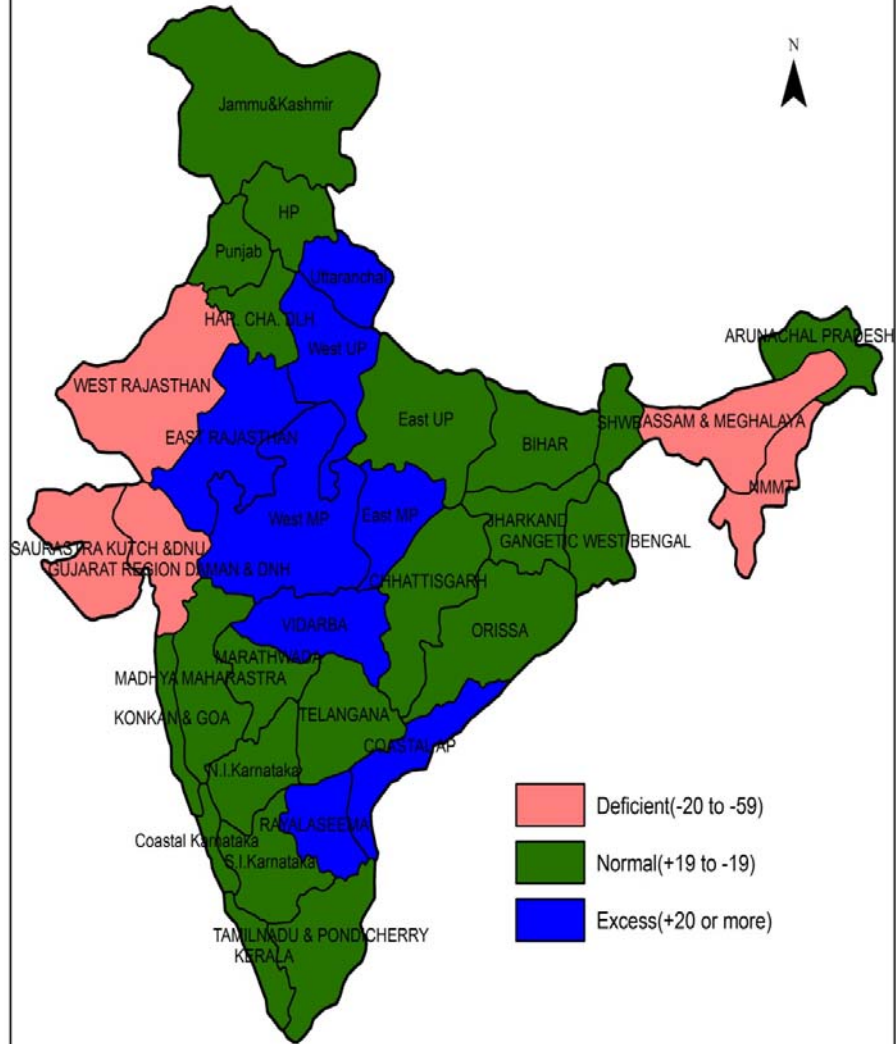 N
Jammu&Kashmir
HP
Punjab
Uttaranchal
HAR. CHA. DLH
West UP
ARUNACHAL PRADESH
WEST RAJASTHAN
EAST RAJASTHAN
East UP
BIHAR
SHWB
ASSAM & MEGHALAYA
NMMT
West MP
East MP
JHARKAND
GANGETIC WEST BENGAL
SAURASTRA KUTCH &DNU
GUJARAT REGION DAMAN & DNH
CHHATTISGARH
VIDARBA
ORISSA
MARATHWADA
MADHYA MAHARASTRA
KONKAN & GOA
TELANGANA
COASTAL AP
N.I.Karnataka
RAYALASEEMA
Coastal Karnataka
S.I.Karnataka
TAMILNADU & PONDICHERRY
KERALA
Deficient(-20 to -59)
Normal(+19 to -19)
Excess(+20 or more)